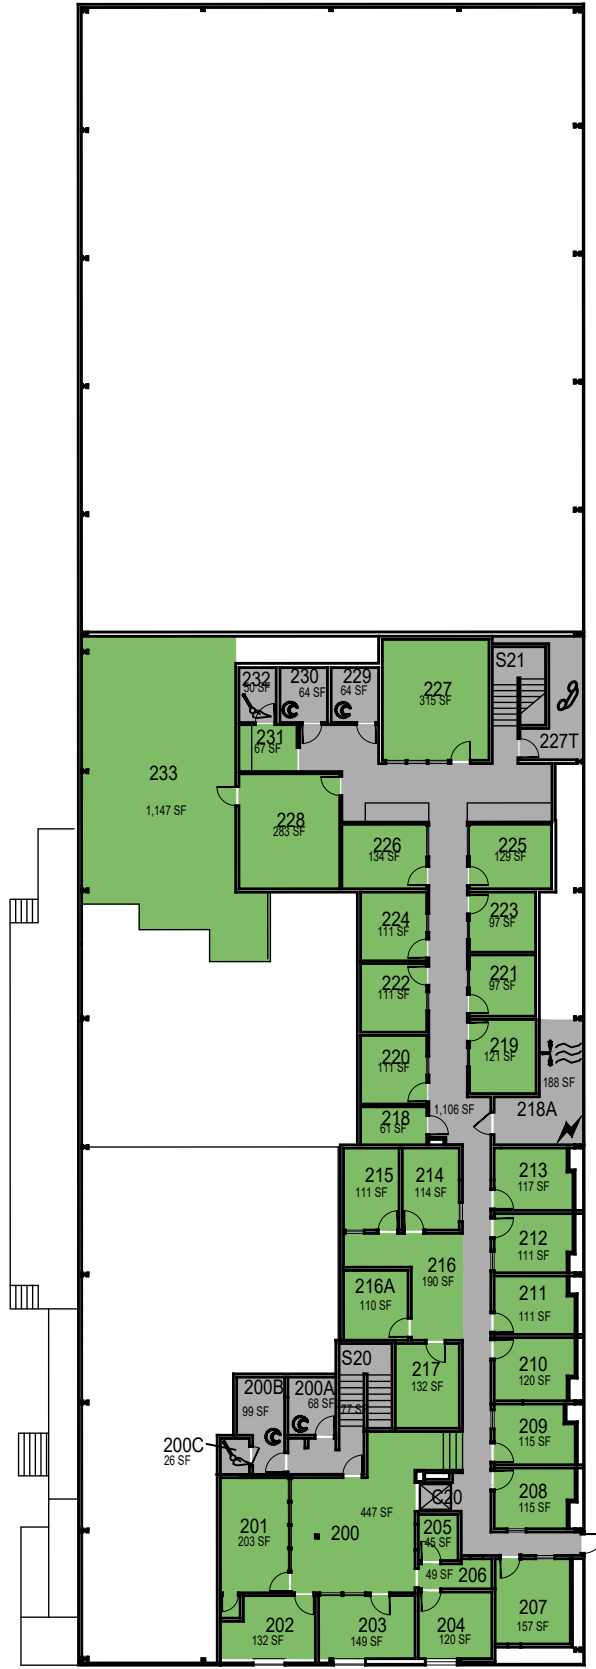 S21
232
50 SF
230
64 SF
229
64 SF
227
315 SF
227T
231
67 SF
233
1,147 SF
228
283 SF
226
134 SF
225
129 SF
224
111 SF
223
97 SF
222
111 SF
221
97 SF
220
111 SF
219
121 SF
188 SF
218
61 SF
1,106 SF
218A
215
111 SF
214
114 SF
213
117 SF
212
111 SF
216
190 SF
216A
110 SF
211
111 SF
S20
77 SF
217
132 SF
210
120 SF
200B
99 SF
200A
68 SF
200C
26 SF
209
115 SF
208
115 SF
C20
447 SF
200
201
203 SF
205
45 SF
49 SF
206
202
132 SF
203
149 SF
204
120 SF
207
157 SF